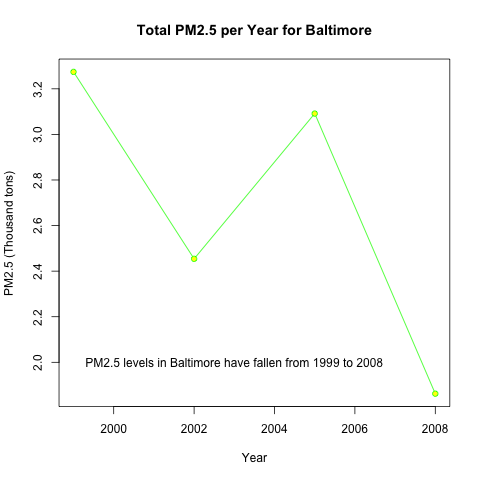 Total PM2.5 per Year for Baltimore
PM2.5 (Thousand tons)
3.2
3.0
2.8
2.6
2.4
2.2
2.0
PM2.5 levels in Baltimore have fallen from 1999 to 2008
2000 2002 2004 2006 2008
Year